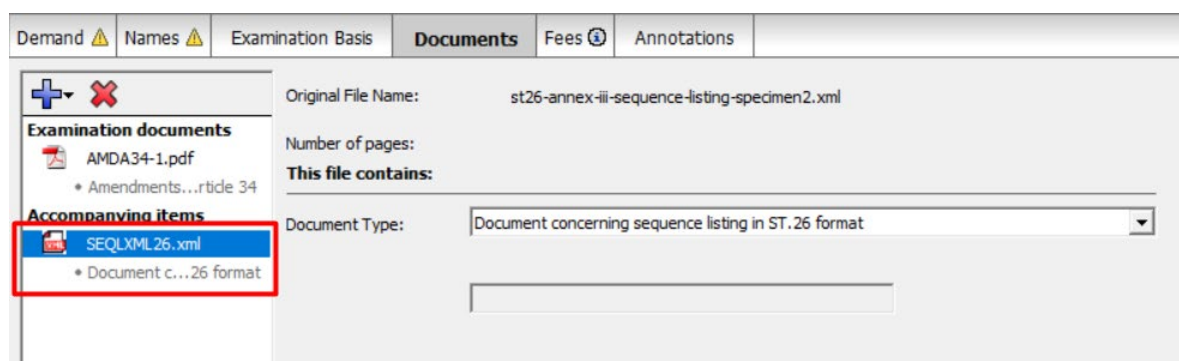 Demand Names Examination Basis Documents Fees Annotations
Original File Name: st26-annex-iii-sequence-listing-specimen2.xml
Examination documents
AMDA34-1.pdf
• Amendments...rticle 34
Accompanying items
SEQLXML26.xml
• Document c...26 format
Number of pages:
This file contains:
Document Type: Document concerning sequence listing in ST.26 format